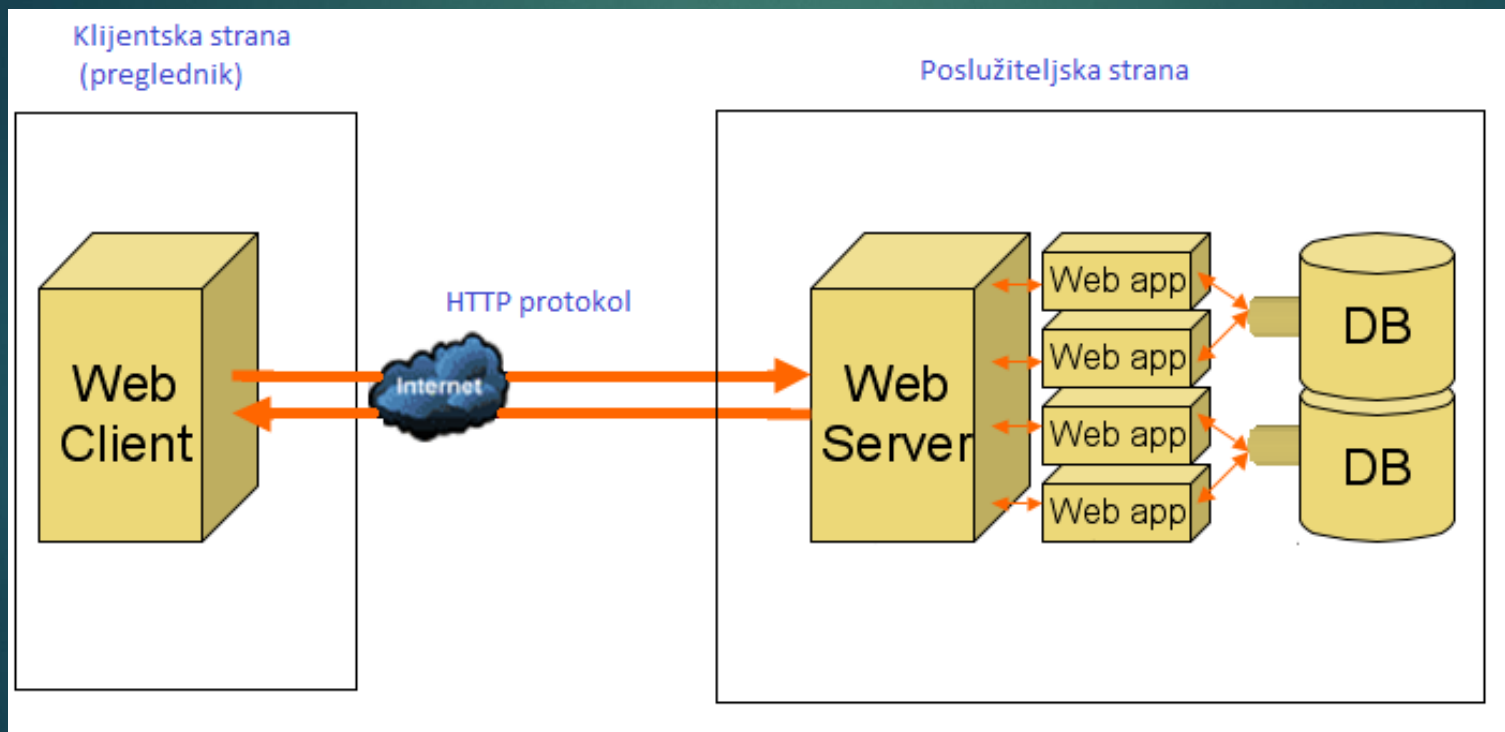 Klijentska strana
(preglednik)
Poslužiteljska strana
HTTP protokol
Internet
Web
Client
Web
Server
Web app
Web app
Web app
Web app
DB
DB